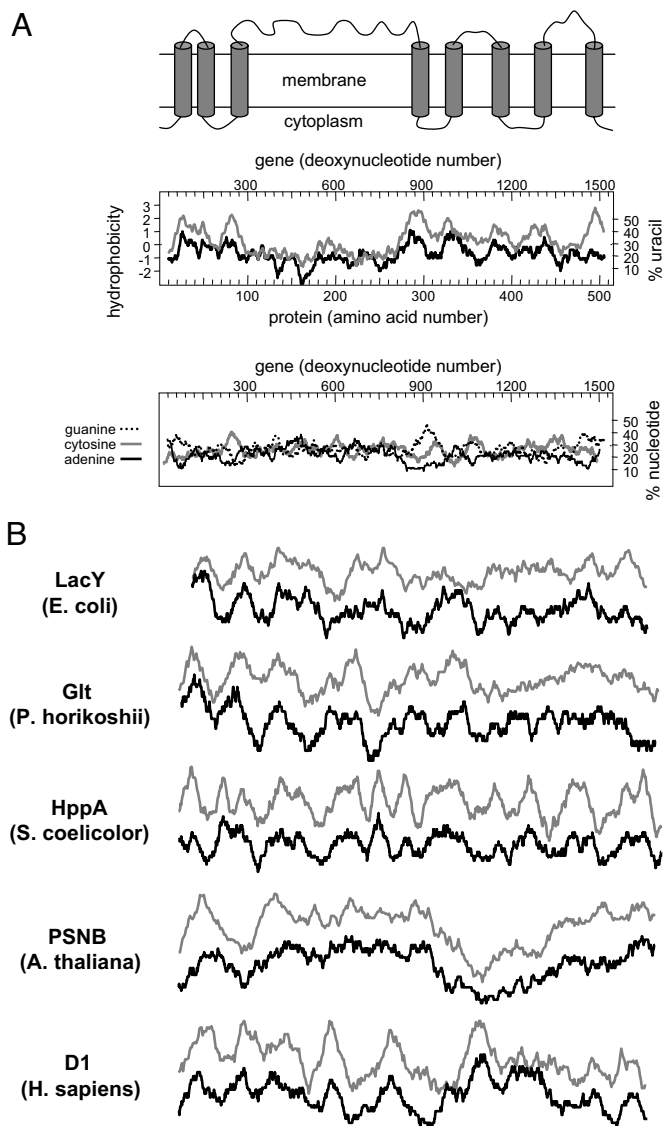 A
membrane
cytoplasm
gene (deoxynucleotide number)
300 600 900 1200 1500
hydrophobicity
3
2
1
0
-1
-2
50
40
30
20
10
% uracil
100 200 300 400 500
protein (amino acid number)
gene (deoxynucleotide number)
300 600 900 1200 1500
guanine
cytosine
adenine
50
40
30
20
10
% nucleotide
B
LacY
(E. coli)
Glt
(P. horikoshii)
HppA
(S. coelicolor)
PSNB
(A. thaliana)
D1
(H. sapiens)